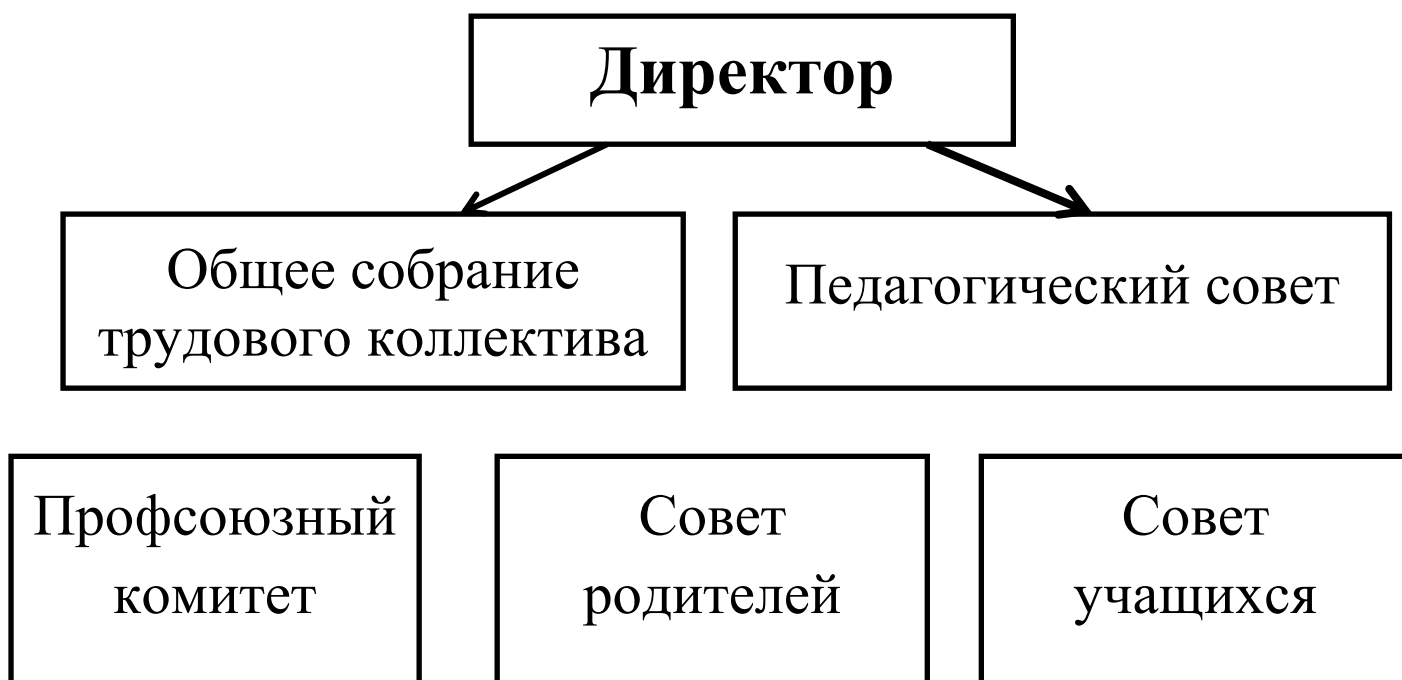 Директор
Общее собрание
трудового коллектива
Педагогический совет
Профсоюзный
комитет
Совет
родителей
Совет
учащихся